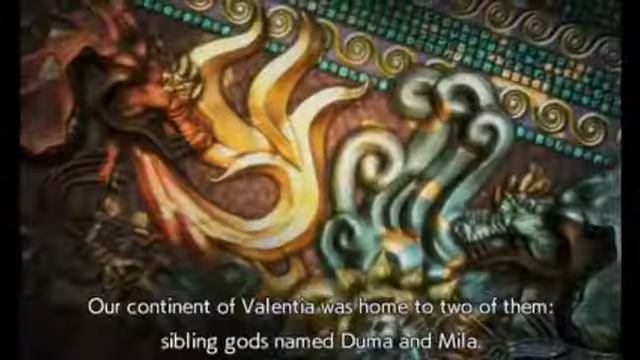 Our continent of Valentia was home to two of them:
sibling gods named Duma and Mila.